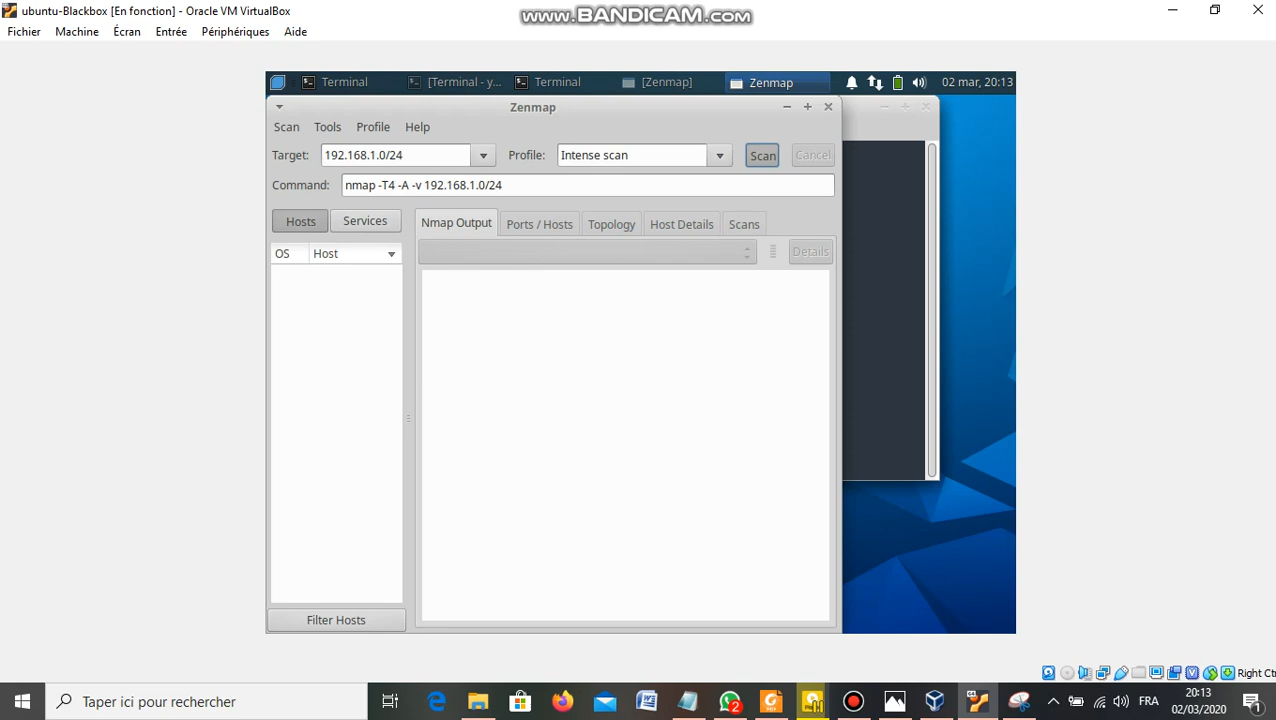 ubuntu-Blackbox [En fonction] - Oracle VM VirtualBox
www.BANDICAM.com
Fichier Machine Écran Entrée Périphériques Aide
Terminal [Terminal - y... Terminal [Zenmap] Zenmap 02 mar, 20:13
Zenmap
Scan Tools Profile Help
Target: 192.168.1.0/24 Profile: Intense scan Scan Cancel
Command: nmap -T4 -A -v 192.168.1.0/24
Hosts Services Nmap Output Ports / Hosts Topology Host Details Scans
OS Host Details
Filter Hosts
Right Ct
Taper ici pour rechercher 2 FRA 20:13
02/03/2020 1